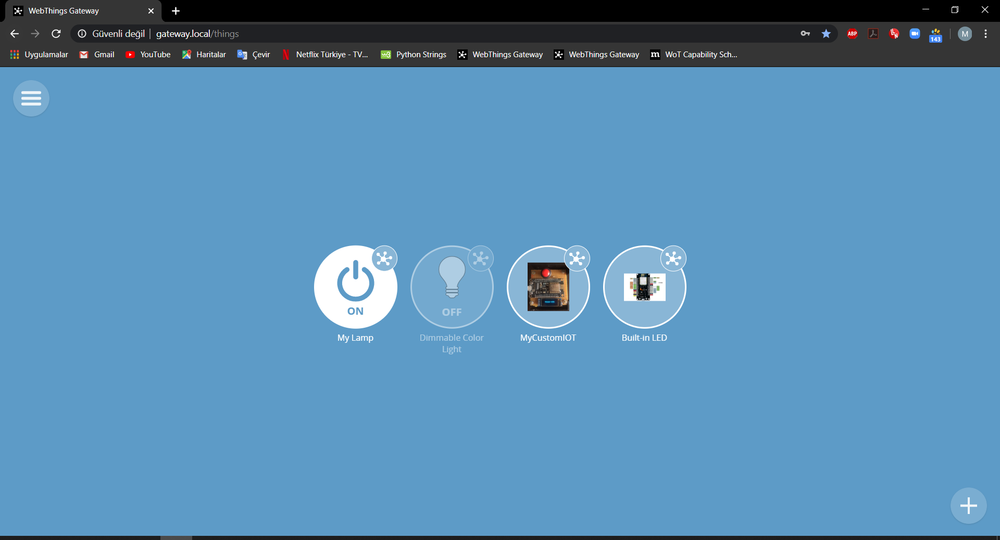 WebThings Gateway
Güvenli değil gateway.local/things
ABP
LN
143
M
Uygulamalar Gmail YouTube Haritalar Çevir Netflix Türkiye - TV... Python Strings WebThings Gateway WebThings Gateway m WoT Capability Sch...
ON
OFF
My Lamp
Dimmable Color
Light
MyCustomIOT
Built-in LED